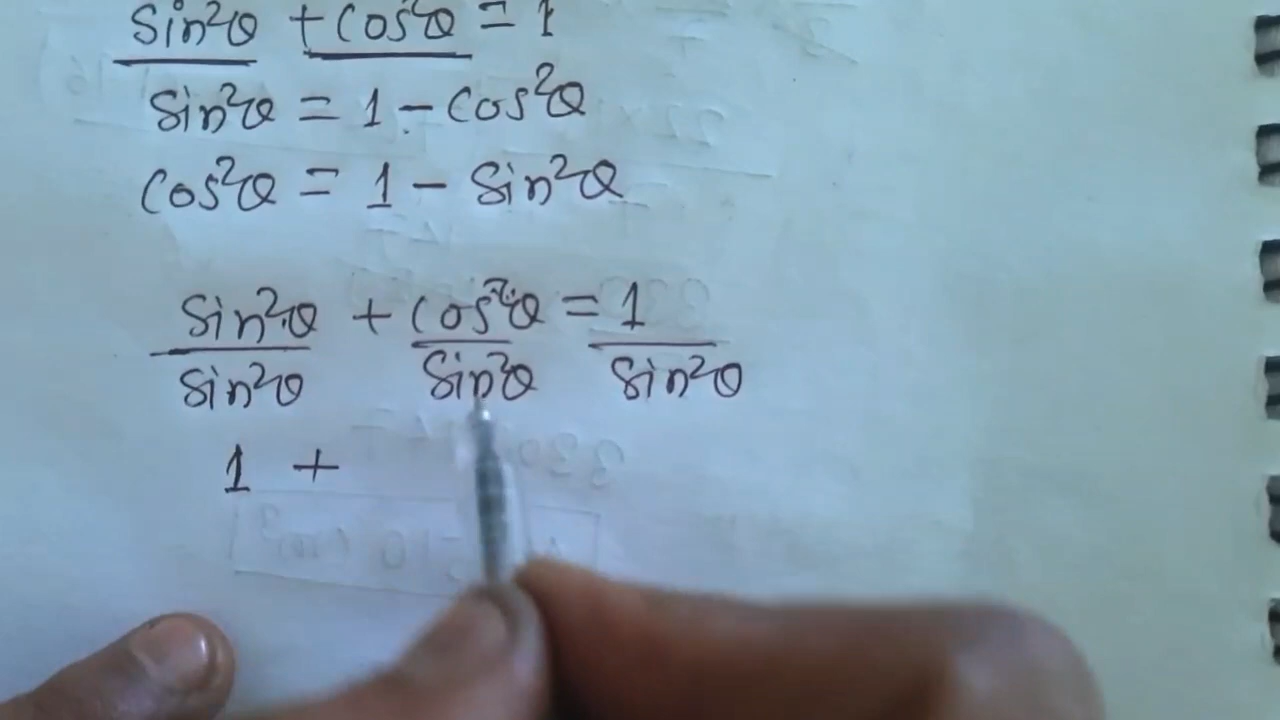 sin²θ + cos²θ = 1
sin²θ = 1 - cos²θ
cos²θ = 1 - sin²θ
sin²θ + cos²θ = 1
sin²θ sin²θ sin²θ
1 +